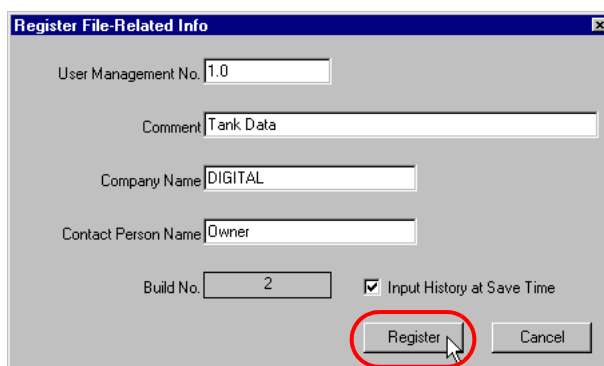 Register File-Related Info
User Management No. 1.0
Comment Tank Data
Company Name DIGITAL
Contact Person Name Owner
Build No. 2 Input History at Save Time
Register Cancel